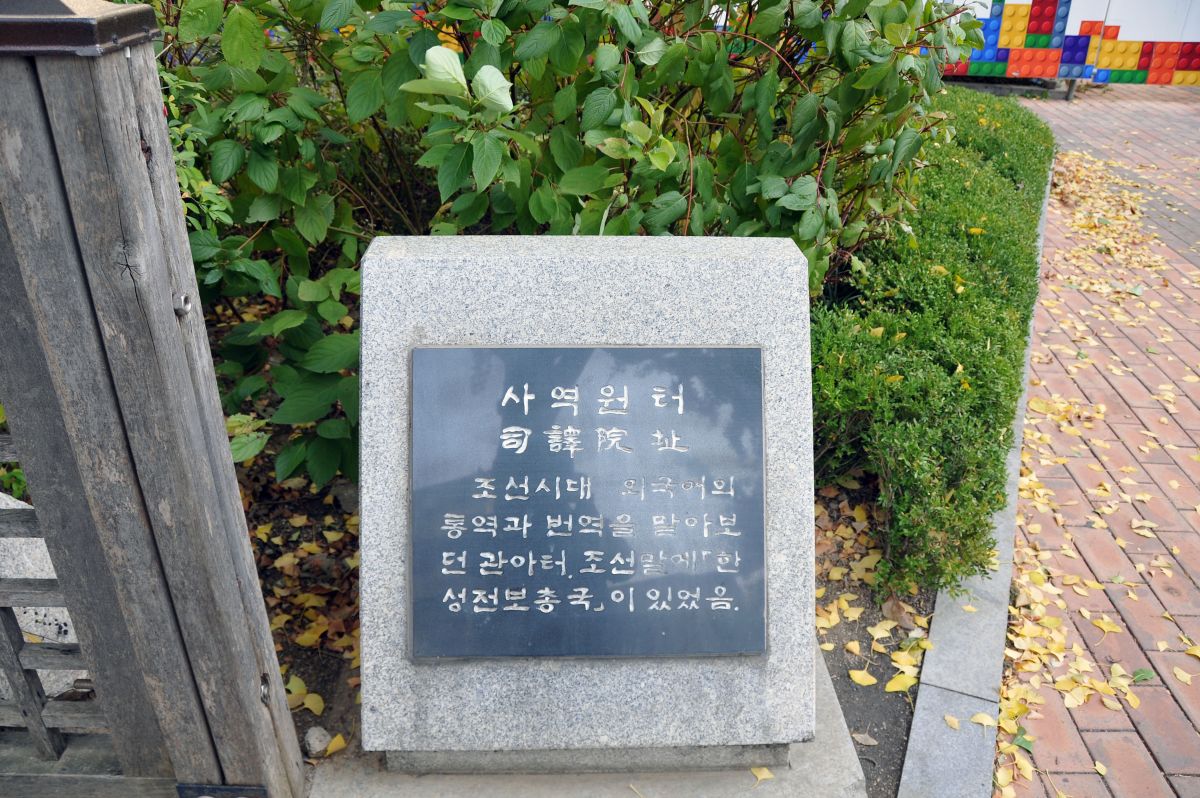 사역원 터
司譯院 址
조선시대 외국어의
통역과 번역을 맡아보
던 관아터. 조선말에「한
성전보총국」이 있었음.